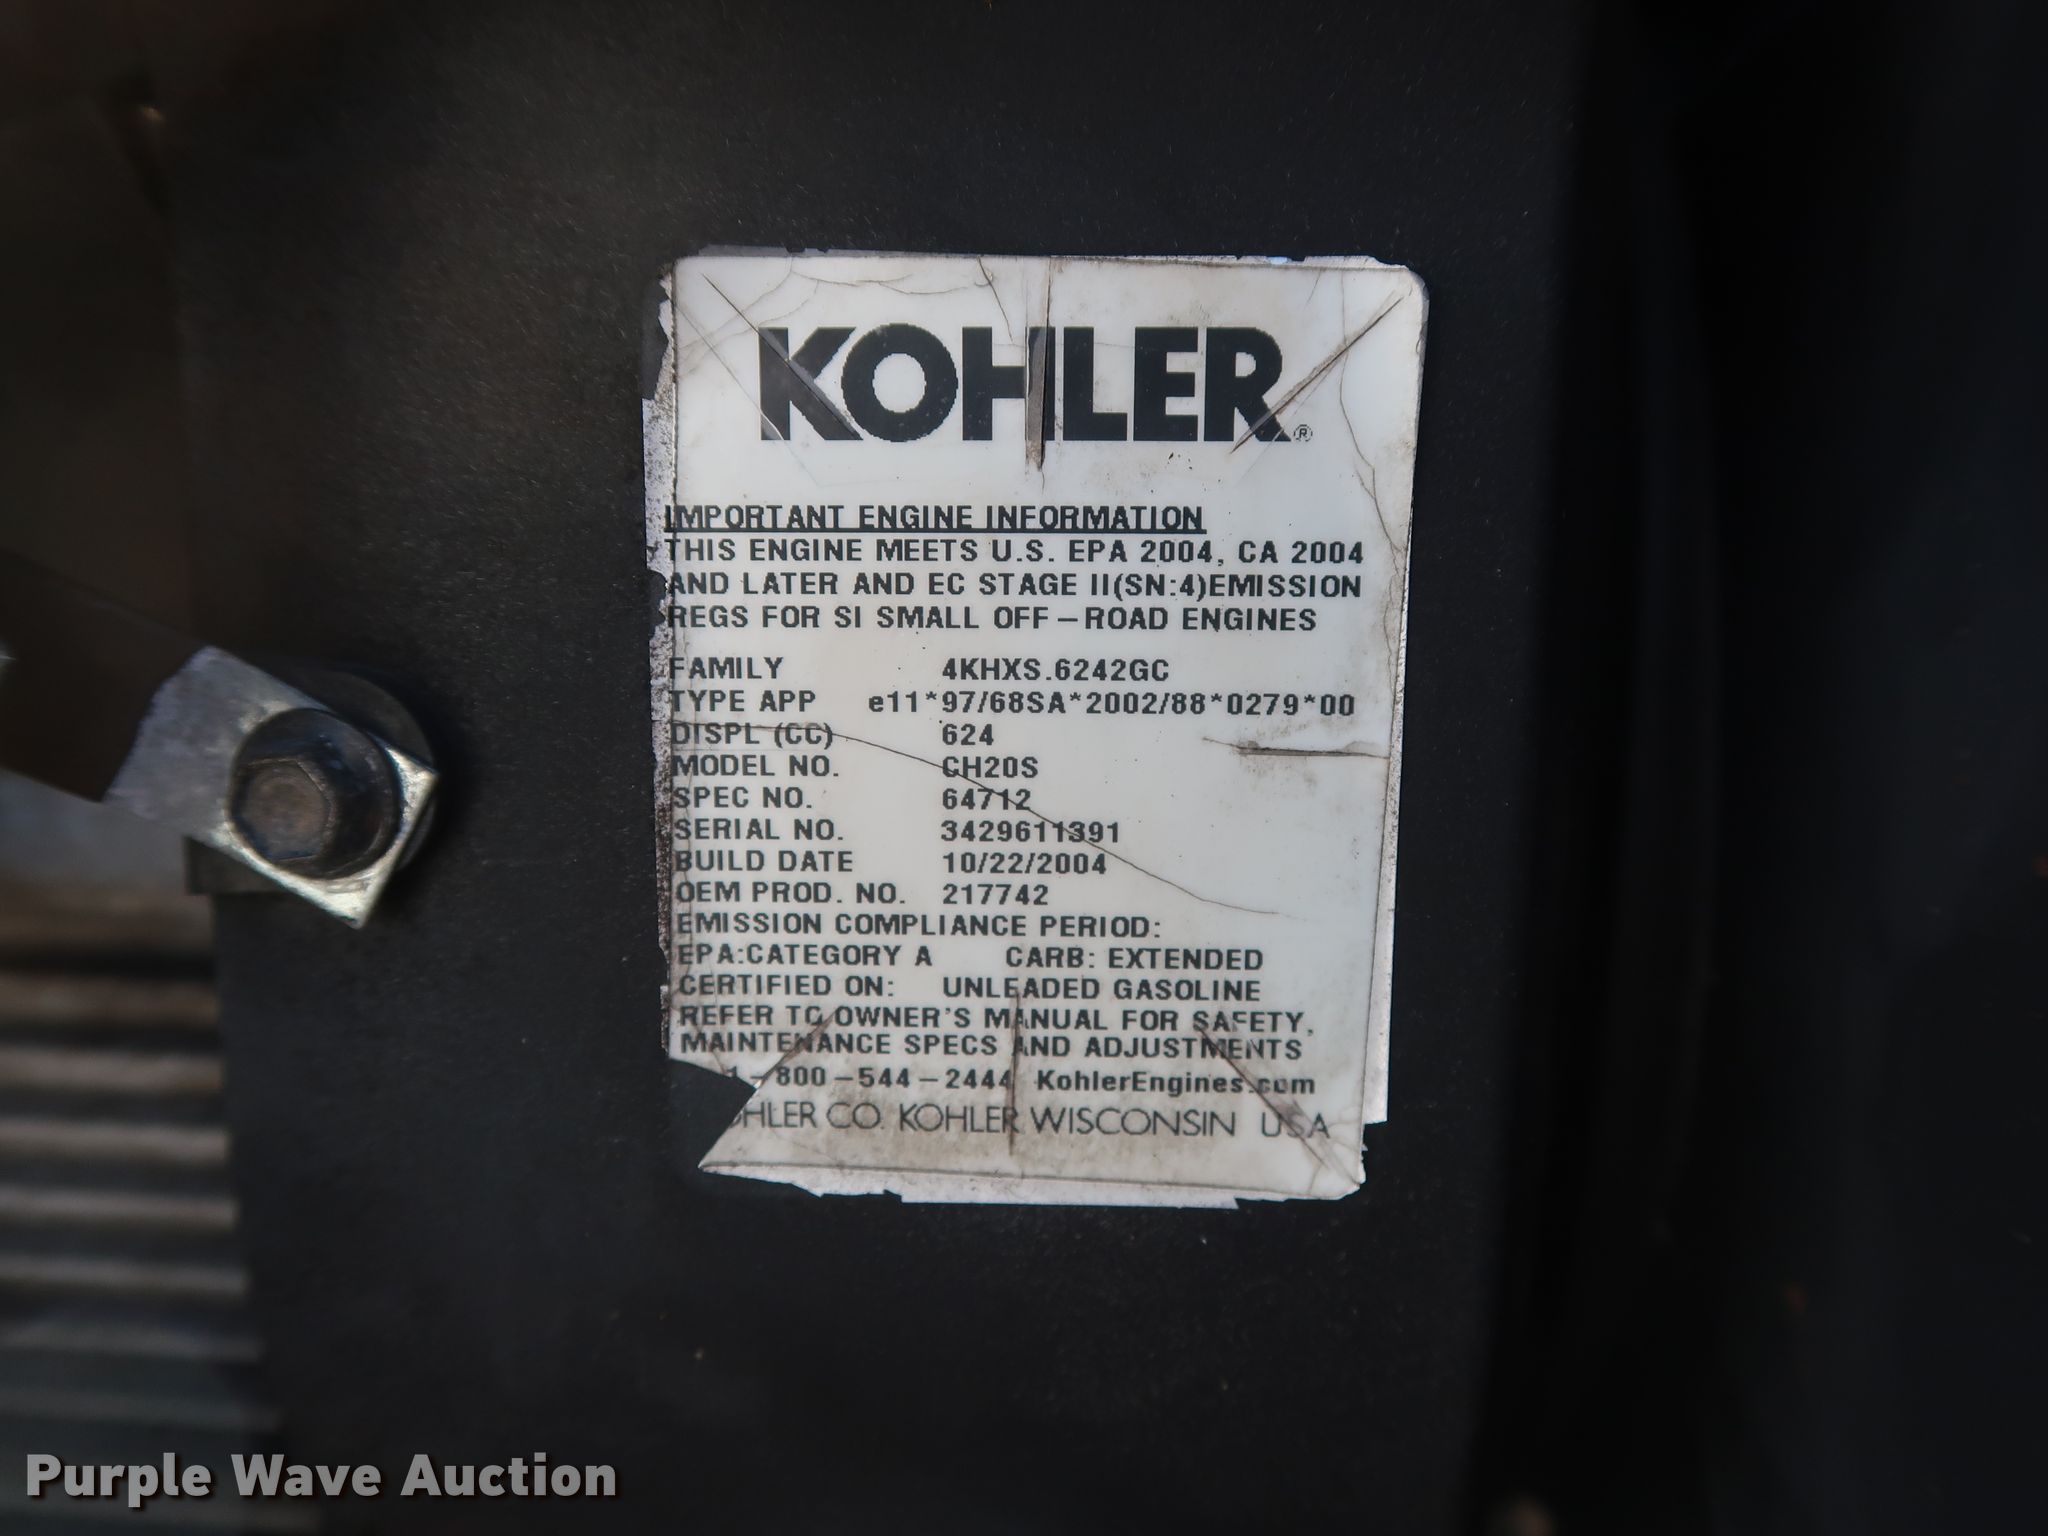 KOHLER®
IMPORTANT ENGINE INFORMATION
THIS ENGINE MEETS U.S. EPA 2004, CA 2004
AND LATER AND EC STAGE II(SN:4)EMISSION
REGS FOR SI SMALL OFF-ROAD ENGINES
FAMILY 4KHXS.6242GC
TYPE APP e11*97/68SA*2002/88*0279*00
DISPL (CC) 624
MODEL NO. CH20S
SPEC NO. 64712
SERIAL NO. 3429611391
BUILD DATE 10/22/2004
OEM PROD. NO. 217742
EMISSION COMPLIANCE PERIOD:
EPA:CATEGORY A CARB: EXTENDED
CERTIFIED ON: UNLEADED GASOLINE
REFER TO OWNER'S MANUAL FOR SAFETY,
MAINTENANCE SPECS AND ADJUSTMENTS
1-800-544-2444 KohlerEngines.com
OHLER CO. KOHLER WISCONSIN USA
Purple Wave Auction